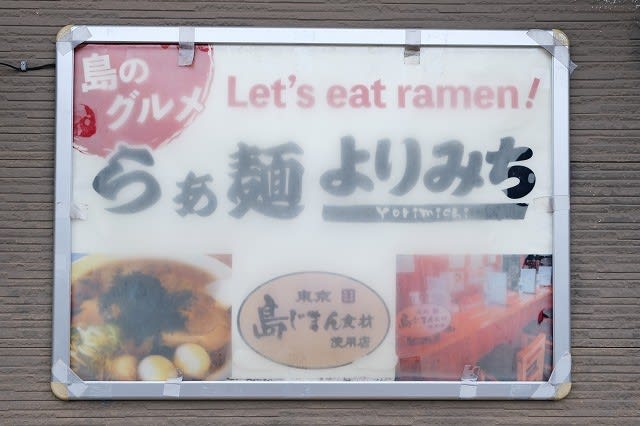 島の
グルメ
Let's eat ramen!
らぁ麺 よりみち
Yorimichi
東京
島じまん食材
使用店